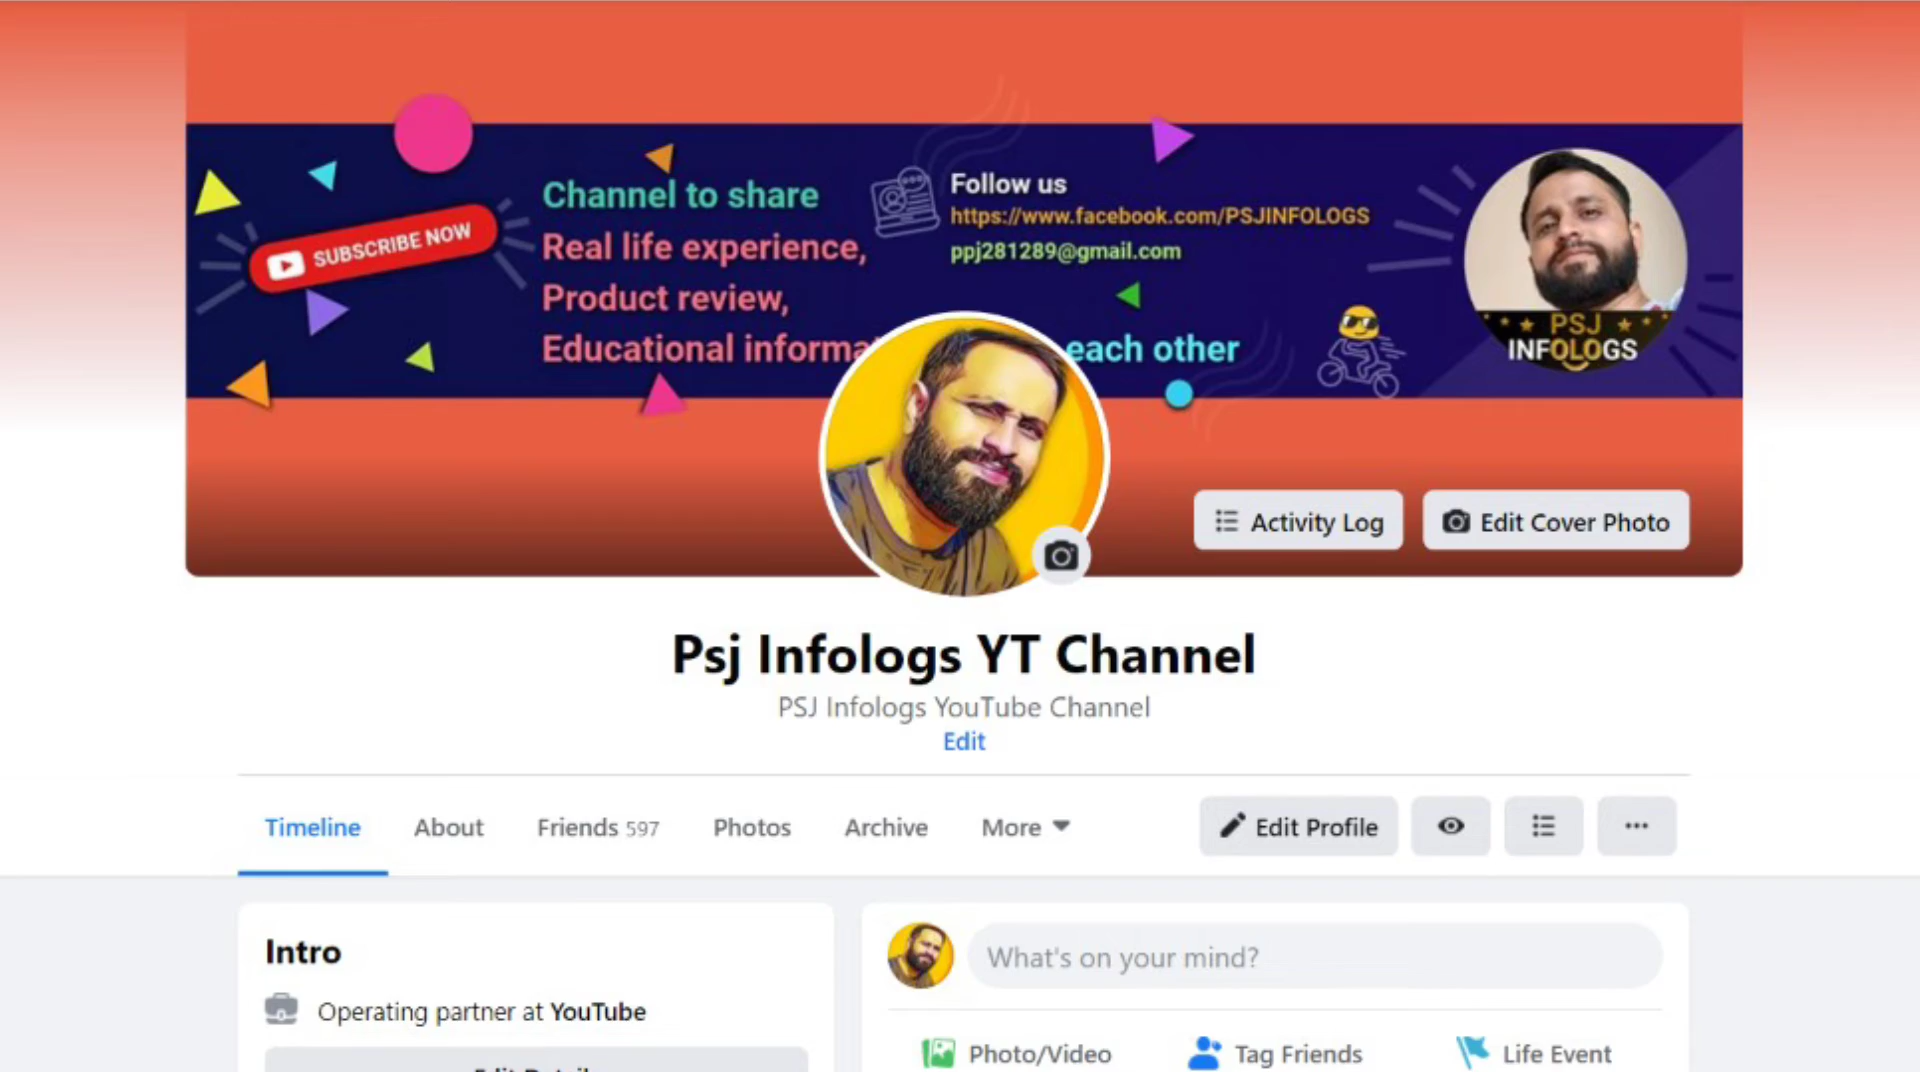 SUBSCRIBE NOW
Channel to share
Real life experience,
Product review,
Educational informa
each other
Follow us
https://www.facebook.com/PSJINFOLOGS
ppj281289@gmail.com
PSJ
INFOLOGS
Activity Log
Edit Cover Photo
Psj Infologs YT Channel
PSJ Infologs YouTube Channel
Edit
Timeline About Friends 597 Photos Archive More
Edit Profile
Intro
Operating partner at YouTube
What's on your mind?
Photo/Video Tag Friends Life Event